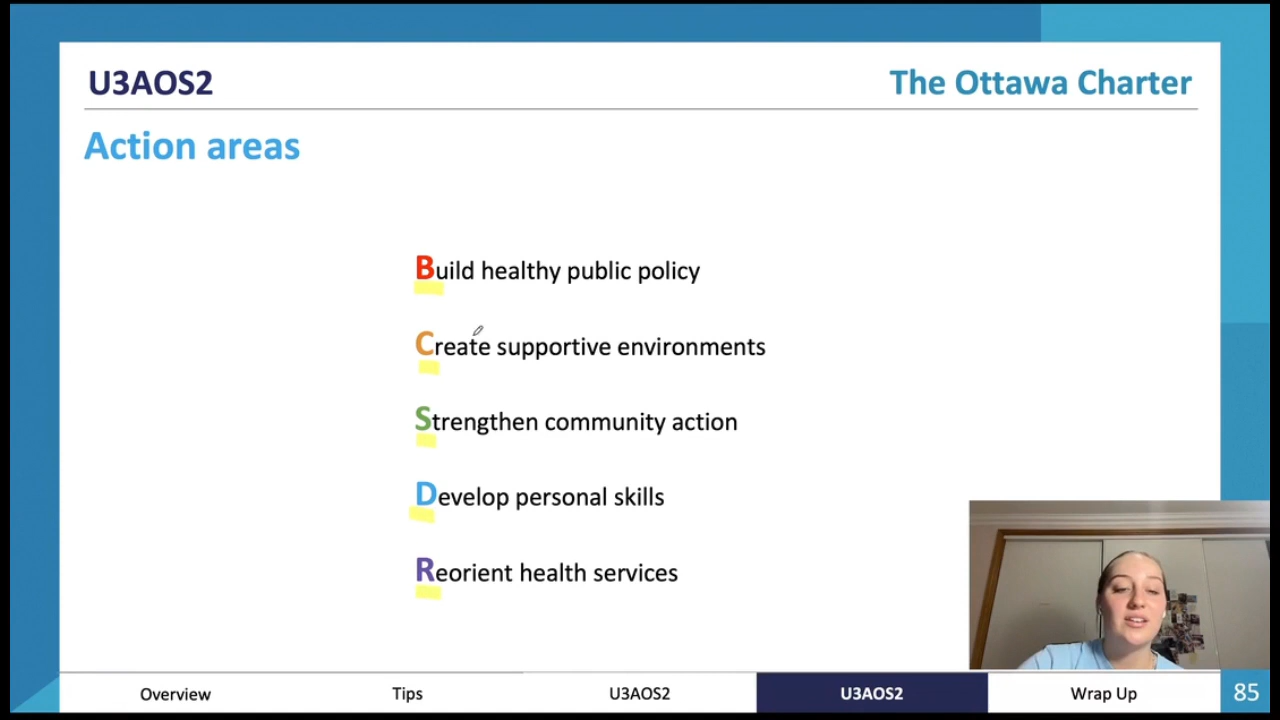 U3AOS2
The Ottawa Charter
Action areas
Build healthy public policy
Create supportive environments
Strengthen community action
Develop personal skills
Reorient health services
Overview
Tips
U3AOS2
U3AOS2
Wrap Up
85